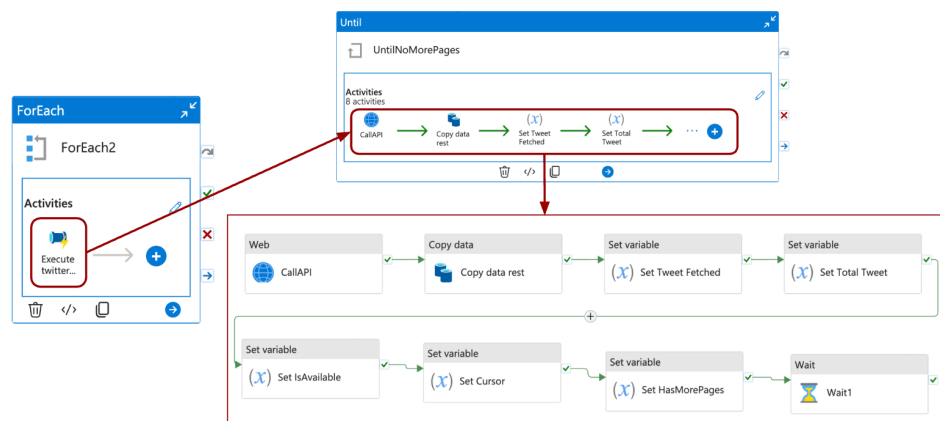 Until
UntilNoMorePages
Activities
8 activities
CallAPI
Copy data
rest
(x)
Set Tweet
Fetched
(x)
Set Total
Tweet
...
ForEach
ForEach2
Activities
Execute
twitter...
</>
</>
Web
CallAPI
Copy data
Copy data rest
Set variable
(x) Set Tweet Fetched
Set variable
(x) Set Total Tweet
Set variable
(x) Set IsAvailable
Set variable
(x) Set Cursor
Set variable
(x) Set HasMorePages
Wait
Wait1